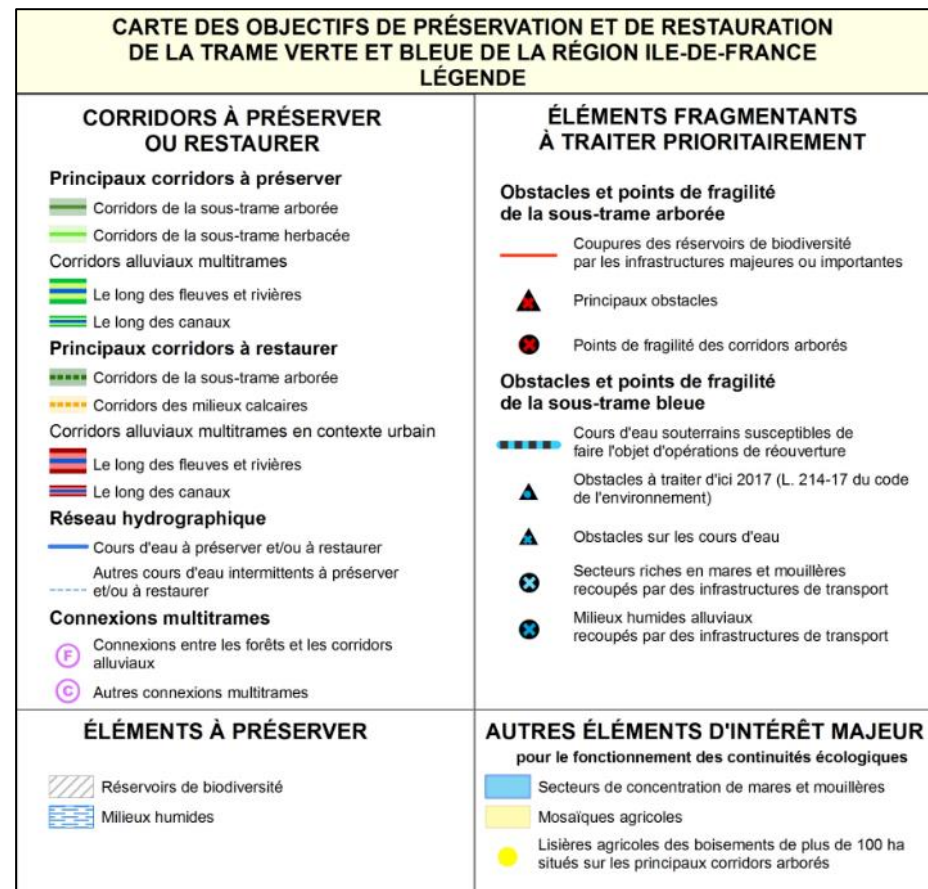 CARTE DES OBJECTIFS DE PRÉSERVATION ET DE RESTAURATION
DE LA TRAME VERTE ET BLEUE DE LA RÉGION ILE-DE-FRANCE
LÉGENDE
CORRIDORS À PRÉSERVER
OU RESTAURER
Principaux corridors à préserver
Corridors de la sous-trame arborée
Corridors de la sous-trame herbacée
Corridors alluviaux multitrames
Le long des fleuves et rivières
Le long des canaux
Principaux corridors à restaurer
Corridors de la sous-trame arborée
Corridors des milieux calcaires
Corridors alluviaux multitrames en contexte urbain
Le long des fleuves et rivières
Le long des canaux
Réseau hydrographique
Cours d'eau à préserver et/ou à restaurer
Autres cours d'eau intermittents à préserver
et/ou à restaurer
Connexions multitrames
F
Connexions entre les forêts et les corridors
alluviaux
C
Autres connexions multitrames
ÉLÉMENTS FRAGMENTANTS
À TRAITER PRIORITAIREMENT
Obstacles et points de fragilité
de la sous-trame arborée
Coupures des réservoirs de biodiversité
par les infrastructures majeures ou importantes
Principaux obstacles
Points de fragilité des corridors arborés
Obstacles et points de fragilité
de la sous-trame bleue
Cours d'eau souterrains susceptibles de
faire l'objet d'opérations de réouverture
Obstacles à traiter d'ici 2017 (L. 214-17 du code
de l'environnement)
Obstacles sur les cours d'eau
Secteurs riches en mares et mouillères
recoupés par des infrastructures de transport
Milieux humides alluviaux
recoupés par des infrastructures de transport
ÉLÉMENTS À PRÉSERVER
Réservoirs de biodiversité
Milieux humides
AUTRES ÉLÉMENTS D'INTÉRÊT MAJEUR
pour le fonctionnement des continuités écologiques
Secteurs de concentration de mares et mouillères
Mosaïques agricoles
Lisières agricoles des boisements de plus de 100 ha
situés sur les principaux corridors arborés